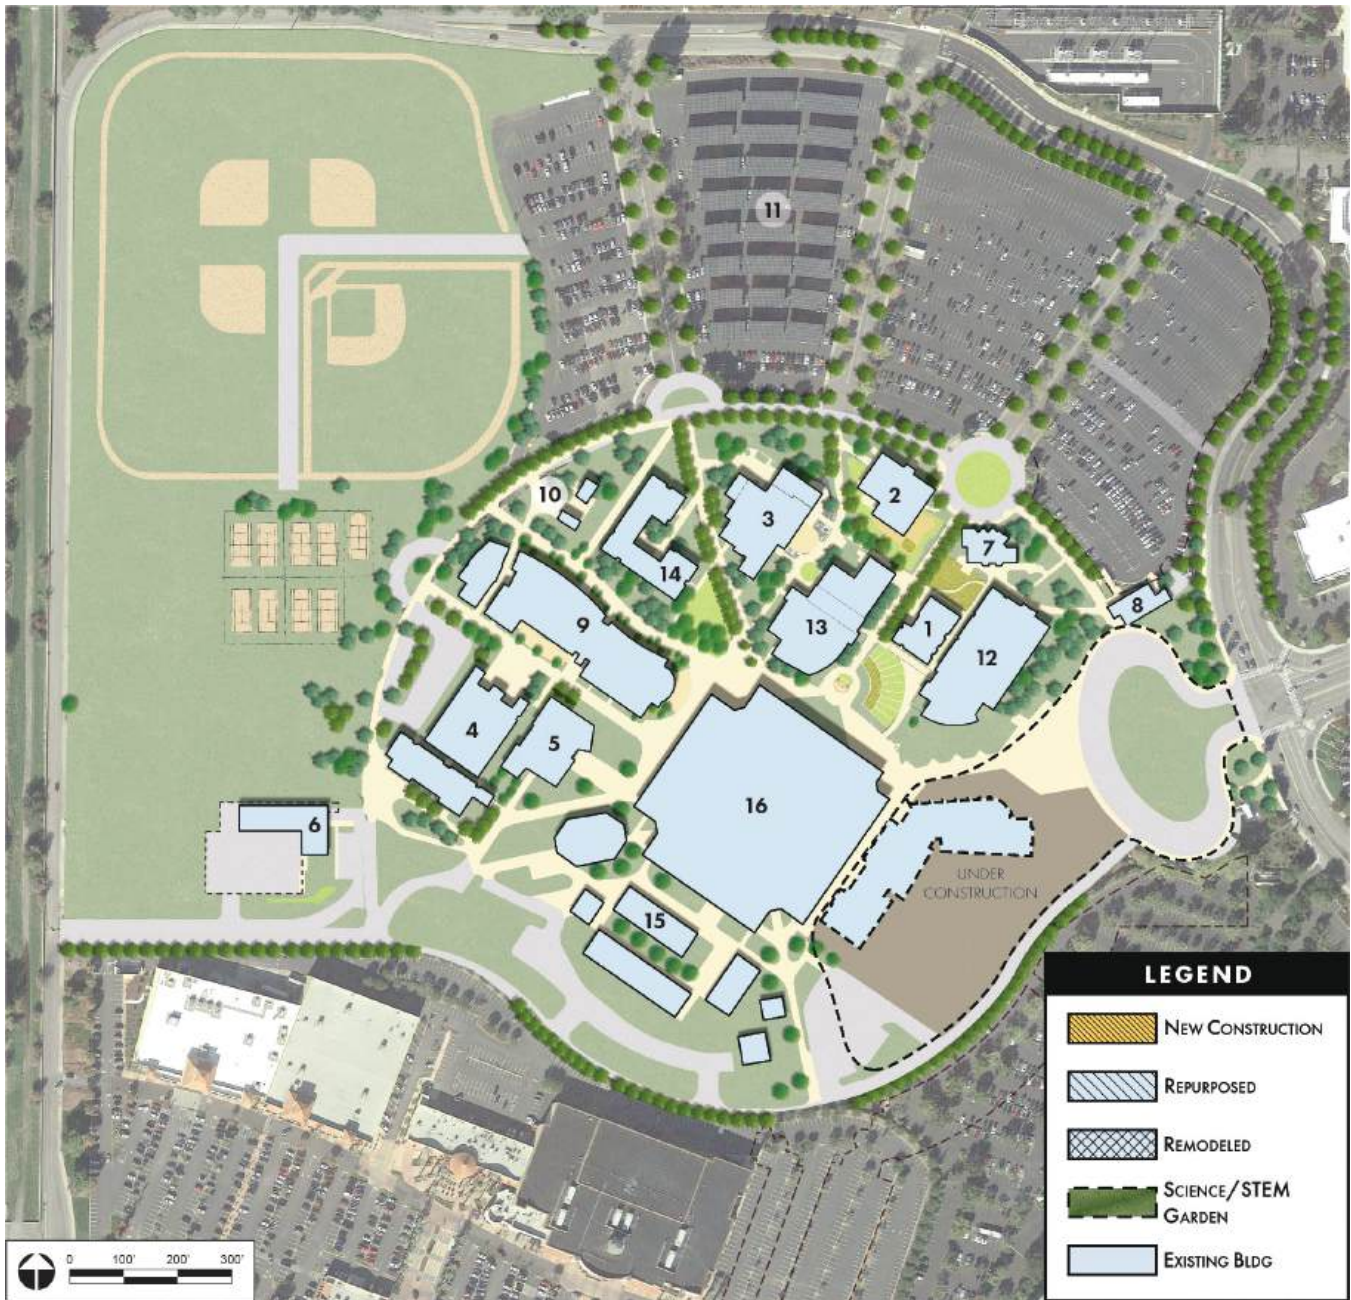 11
2
10
3
7
14
8
13
1
9
12
4
5
16
6
UNDER
CONSTRUCTION
15
LEGEND
NEW CONSTRUCTION
REPURPOSED
REMODELED
SCIENCE/STEM
GARDEN
EXISTING BLDG
0 100' 200' 300'